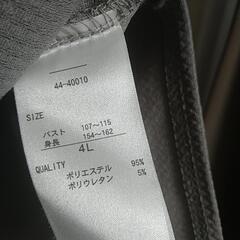 44-40010
SIZE
バスト 107〜115
身長 154〜162
4L
QUALITY
ポリエステル 95%
ポリウレタン 5%